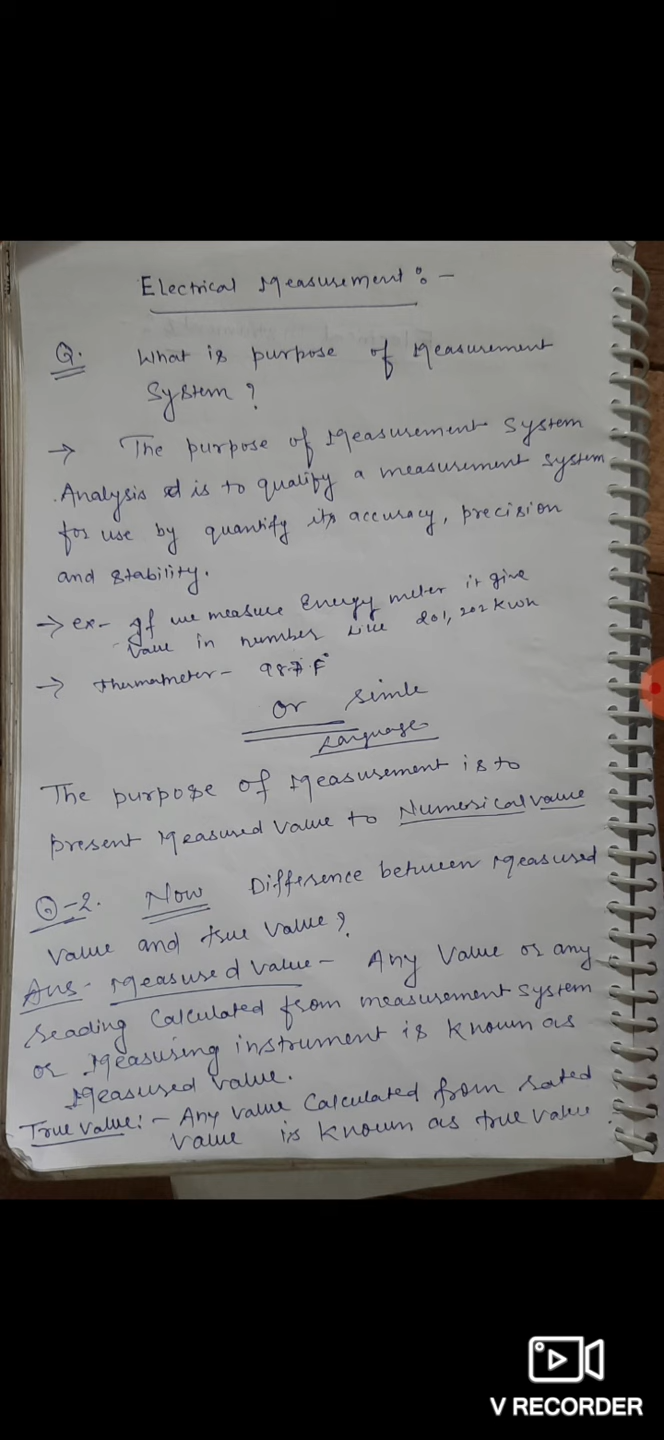 Electrical Measurement :-
Q. What is purpose of Measurement
System ?
→ The purpose of Measurement System
Analysis is to qualify a measurement system
for use by quantify its accuracy, precision
and stability.
→ ex- If we measure Energy meter it give
Value in number Like 201, 202 kwh
→ thermameter - 98.7 F°
Or Simle
Language
The purpose of Measurement is to
present Measured Value to Numerical value
Q-2. Now Difference between Measured
Value and true Value ?
Ans - Measured Value - Any Value or any
reading Calculated from measurement system
or Measuring instrument is known as
Measured value.
True Value :- Any value Calculated from rated
value is known as true value.
V RECORDER